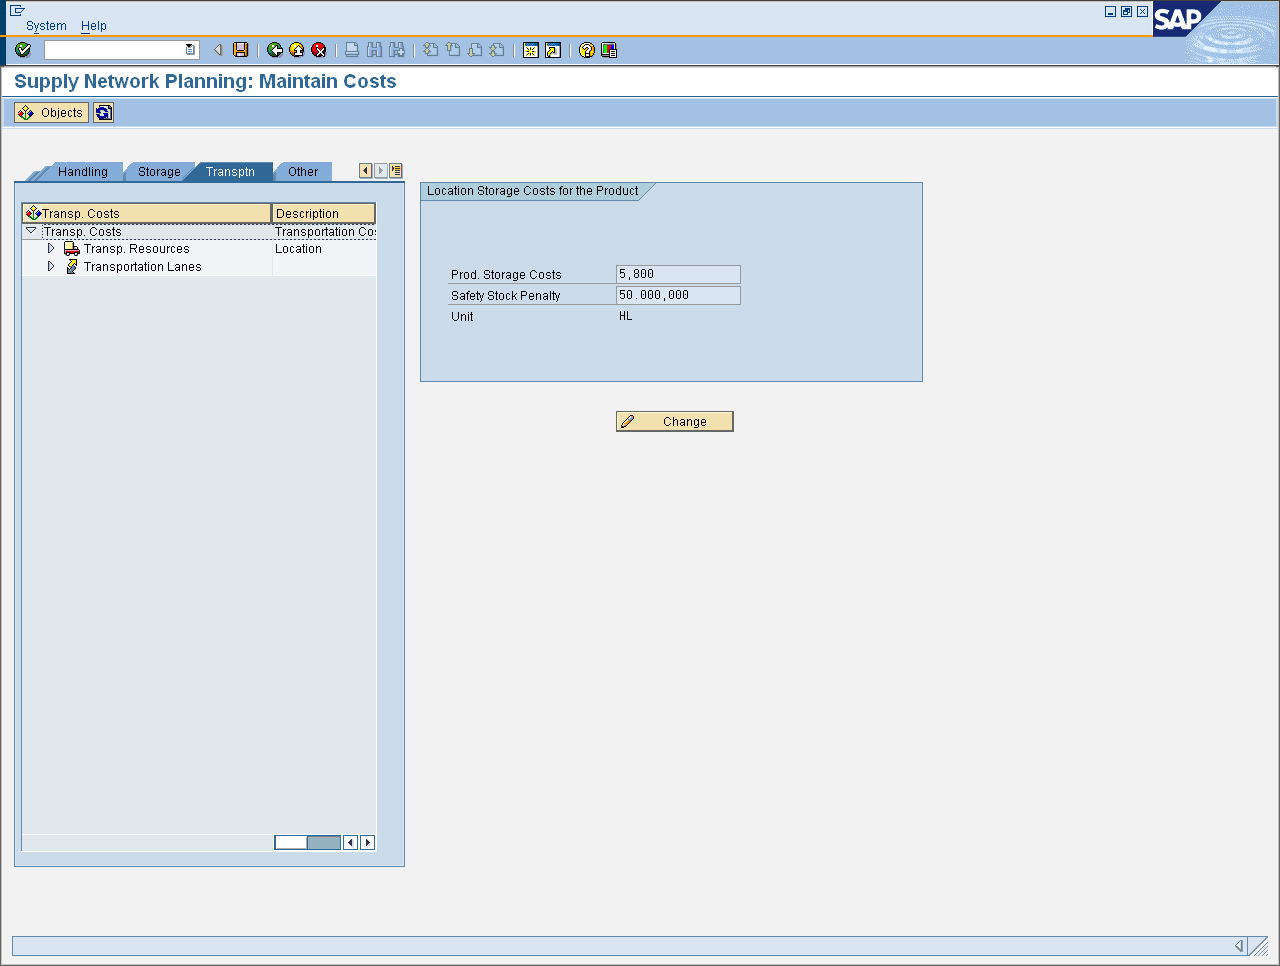 System Help
SAP
Supply Network Planning: Maintain Costs
Objects
Handling Storage Transptn Other
Transp. Costs Description
Transp. Costs Transportation Co
Transp. Resources Location
Transportation Lanes
Location Storage Costs for the Product
Prod. Storage Costs 5,800
Safety Stock Penalty 50.000,000
Unit HL
Change